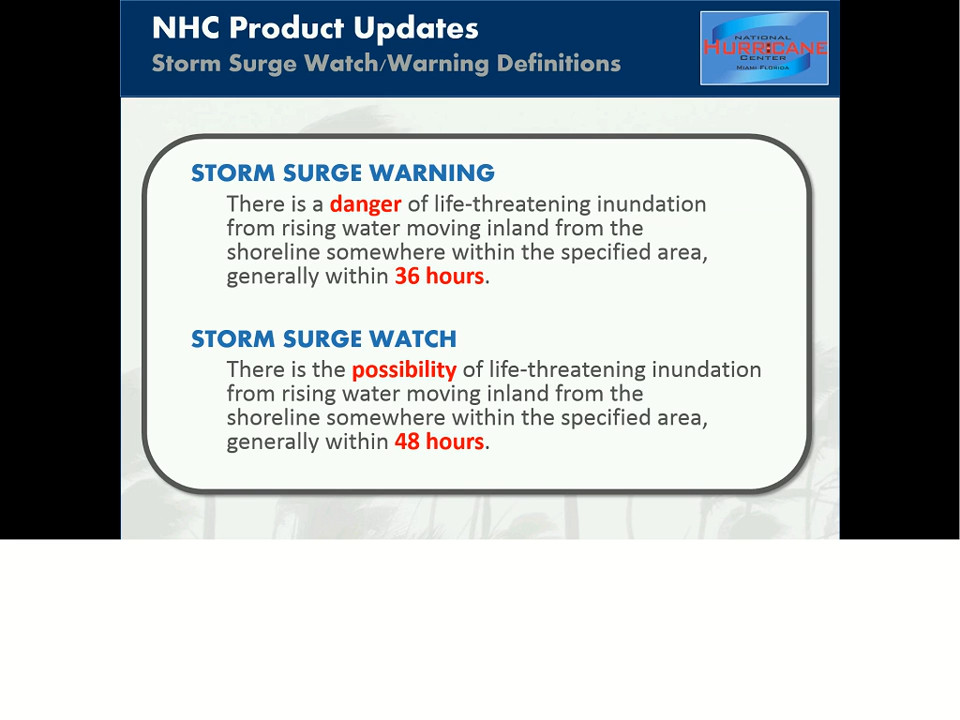 NHC Product Updates
Storm Surge Watch/Warning Definitions
NATIONAL
HURRICANE
CENTER
MIAMI FLORIDA
STORM SURGE WARNING
There is a danger of life-threatening inundation
from rising water moving inland from the
shoreline somewhere within the specified area,
generally within 36 hours.
STORM SURGE WATCH
There is the possibility of life-threatening inundation
from rising water moving inland from the
shoreline somewhere within the specified area,
generally within 48 hours.